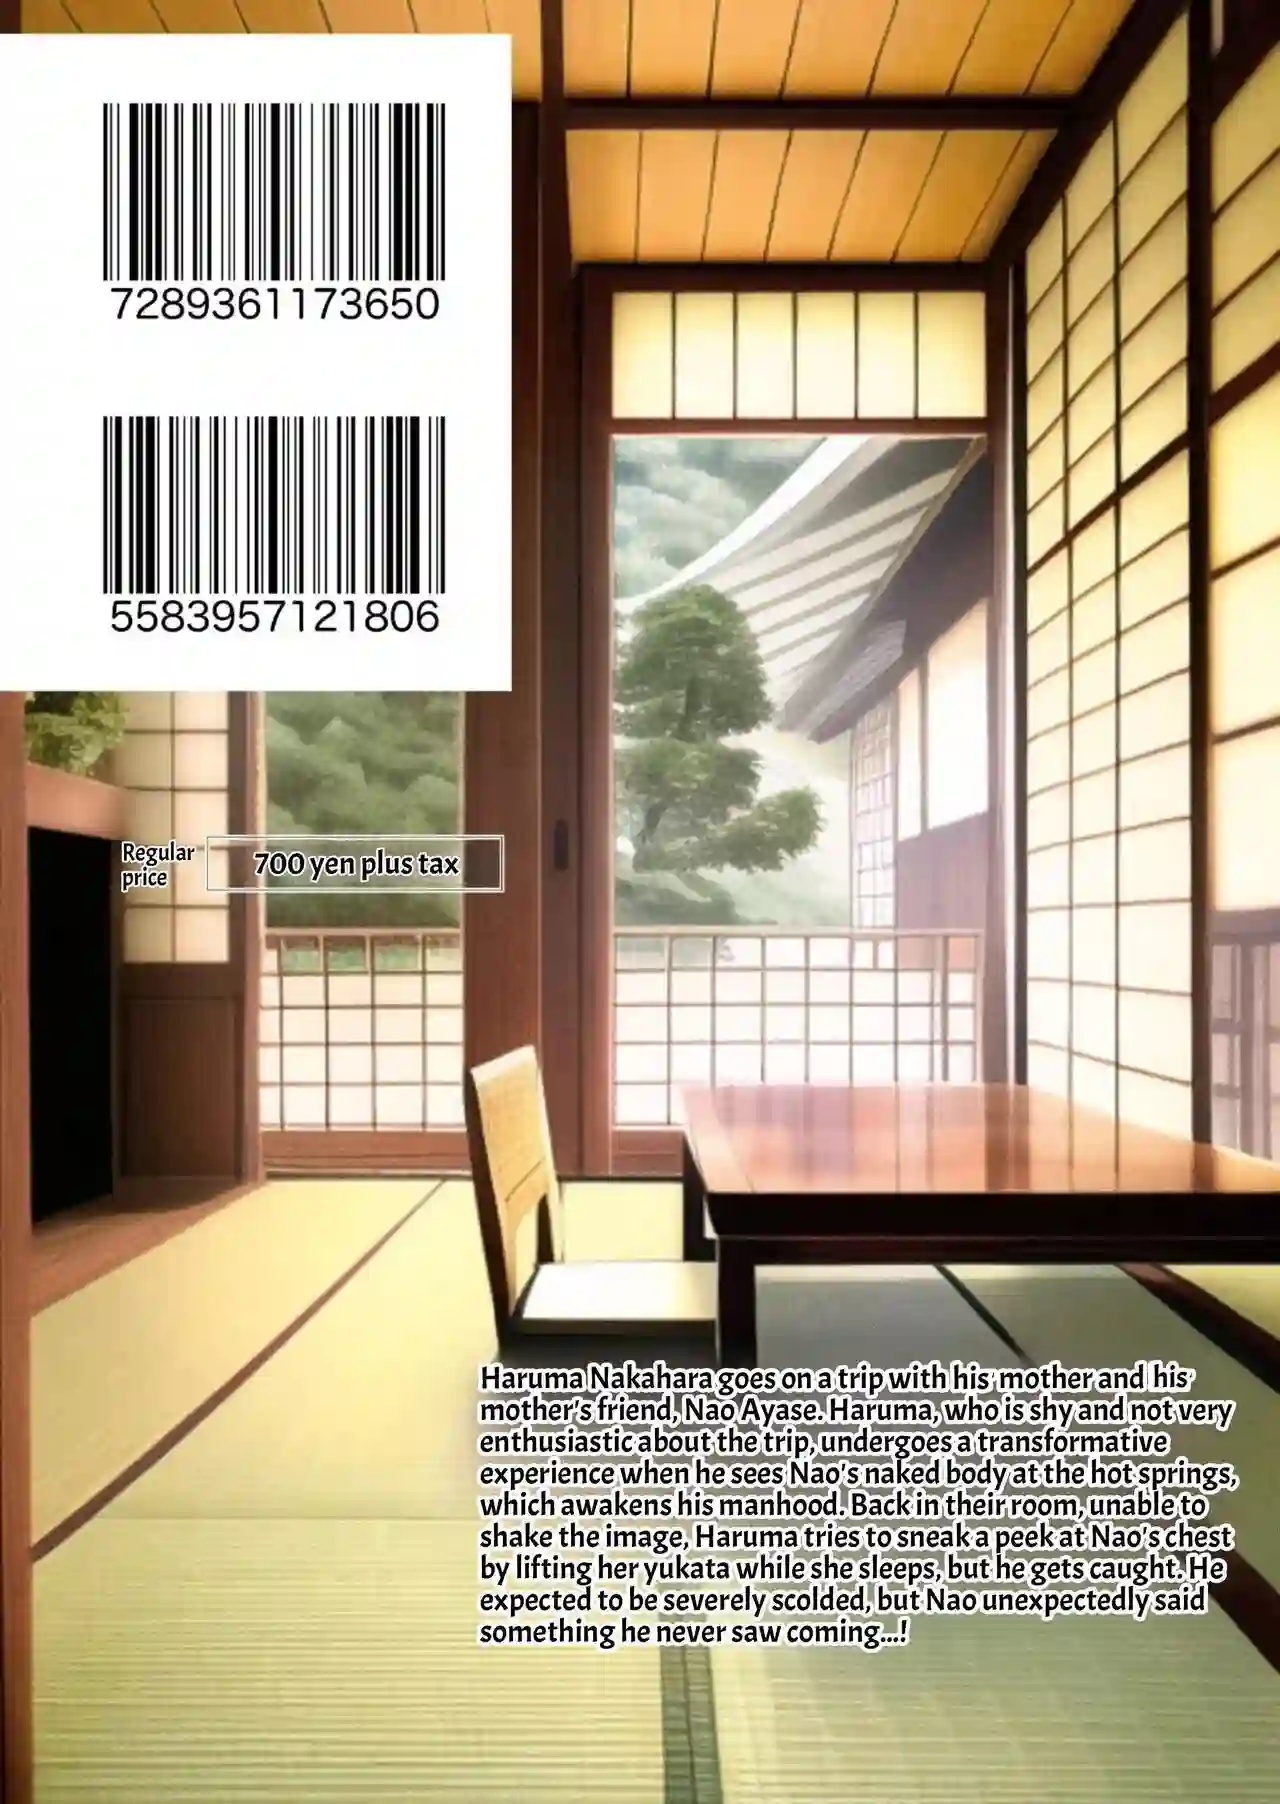 7289361173650
5583957121806
Regular
price
700 yen plus tax
Haruma Nakahara goes on a trip with his mother and his
mother's friend, Nao Ayase. Haruma, who is shy and not very
enthusiastic about the trip, undergoes a transformative
experience when he sees Nao's naked body at the hot springs,
which awakens his manhood. Back in their room, unable to
shake the image, Haruma tries to sneak a peek at Nao's chest
by lifting her yukata while she sleeps, but he gets caught. He
expected to be severely scolded, but Nao unexpectedly said
something he never saw coming...!